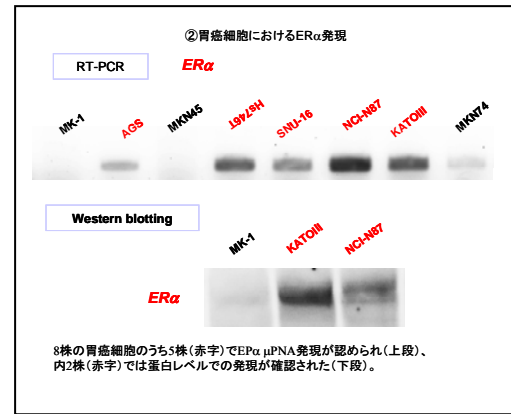 ②胃癌細胞におけるERα発現
RT-PCR
ERα
MK-1
AGS
MKN45
Hs746T
SNU-16
NCI-N87
KATOIII
MKN74
Western blotting
MK-1
KATOIII
NCI-N87
ERα
8株の胃癌細胞のうち5株（赤字）でEPα μPNA発現が認められ（上段）、
内2株（赤字）では蛋白レベルでの発現が確認された（下段）。